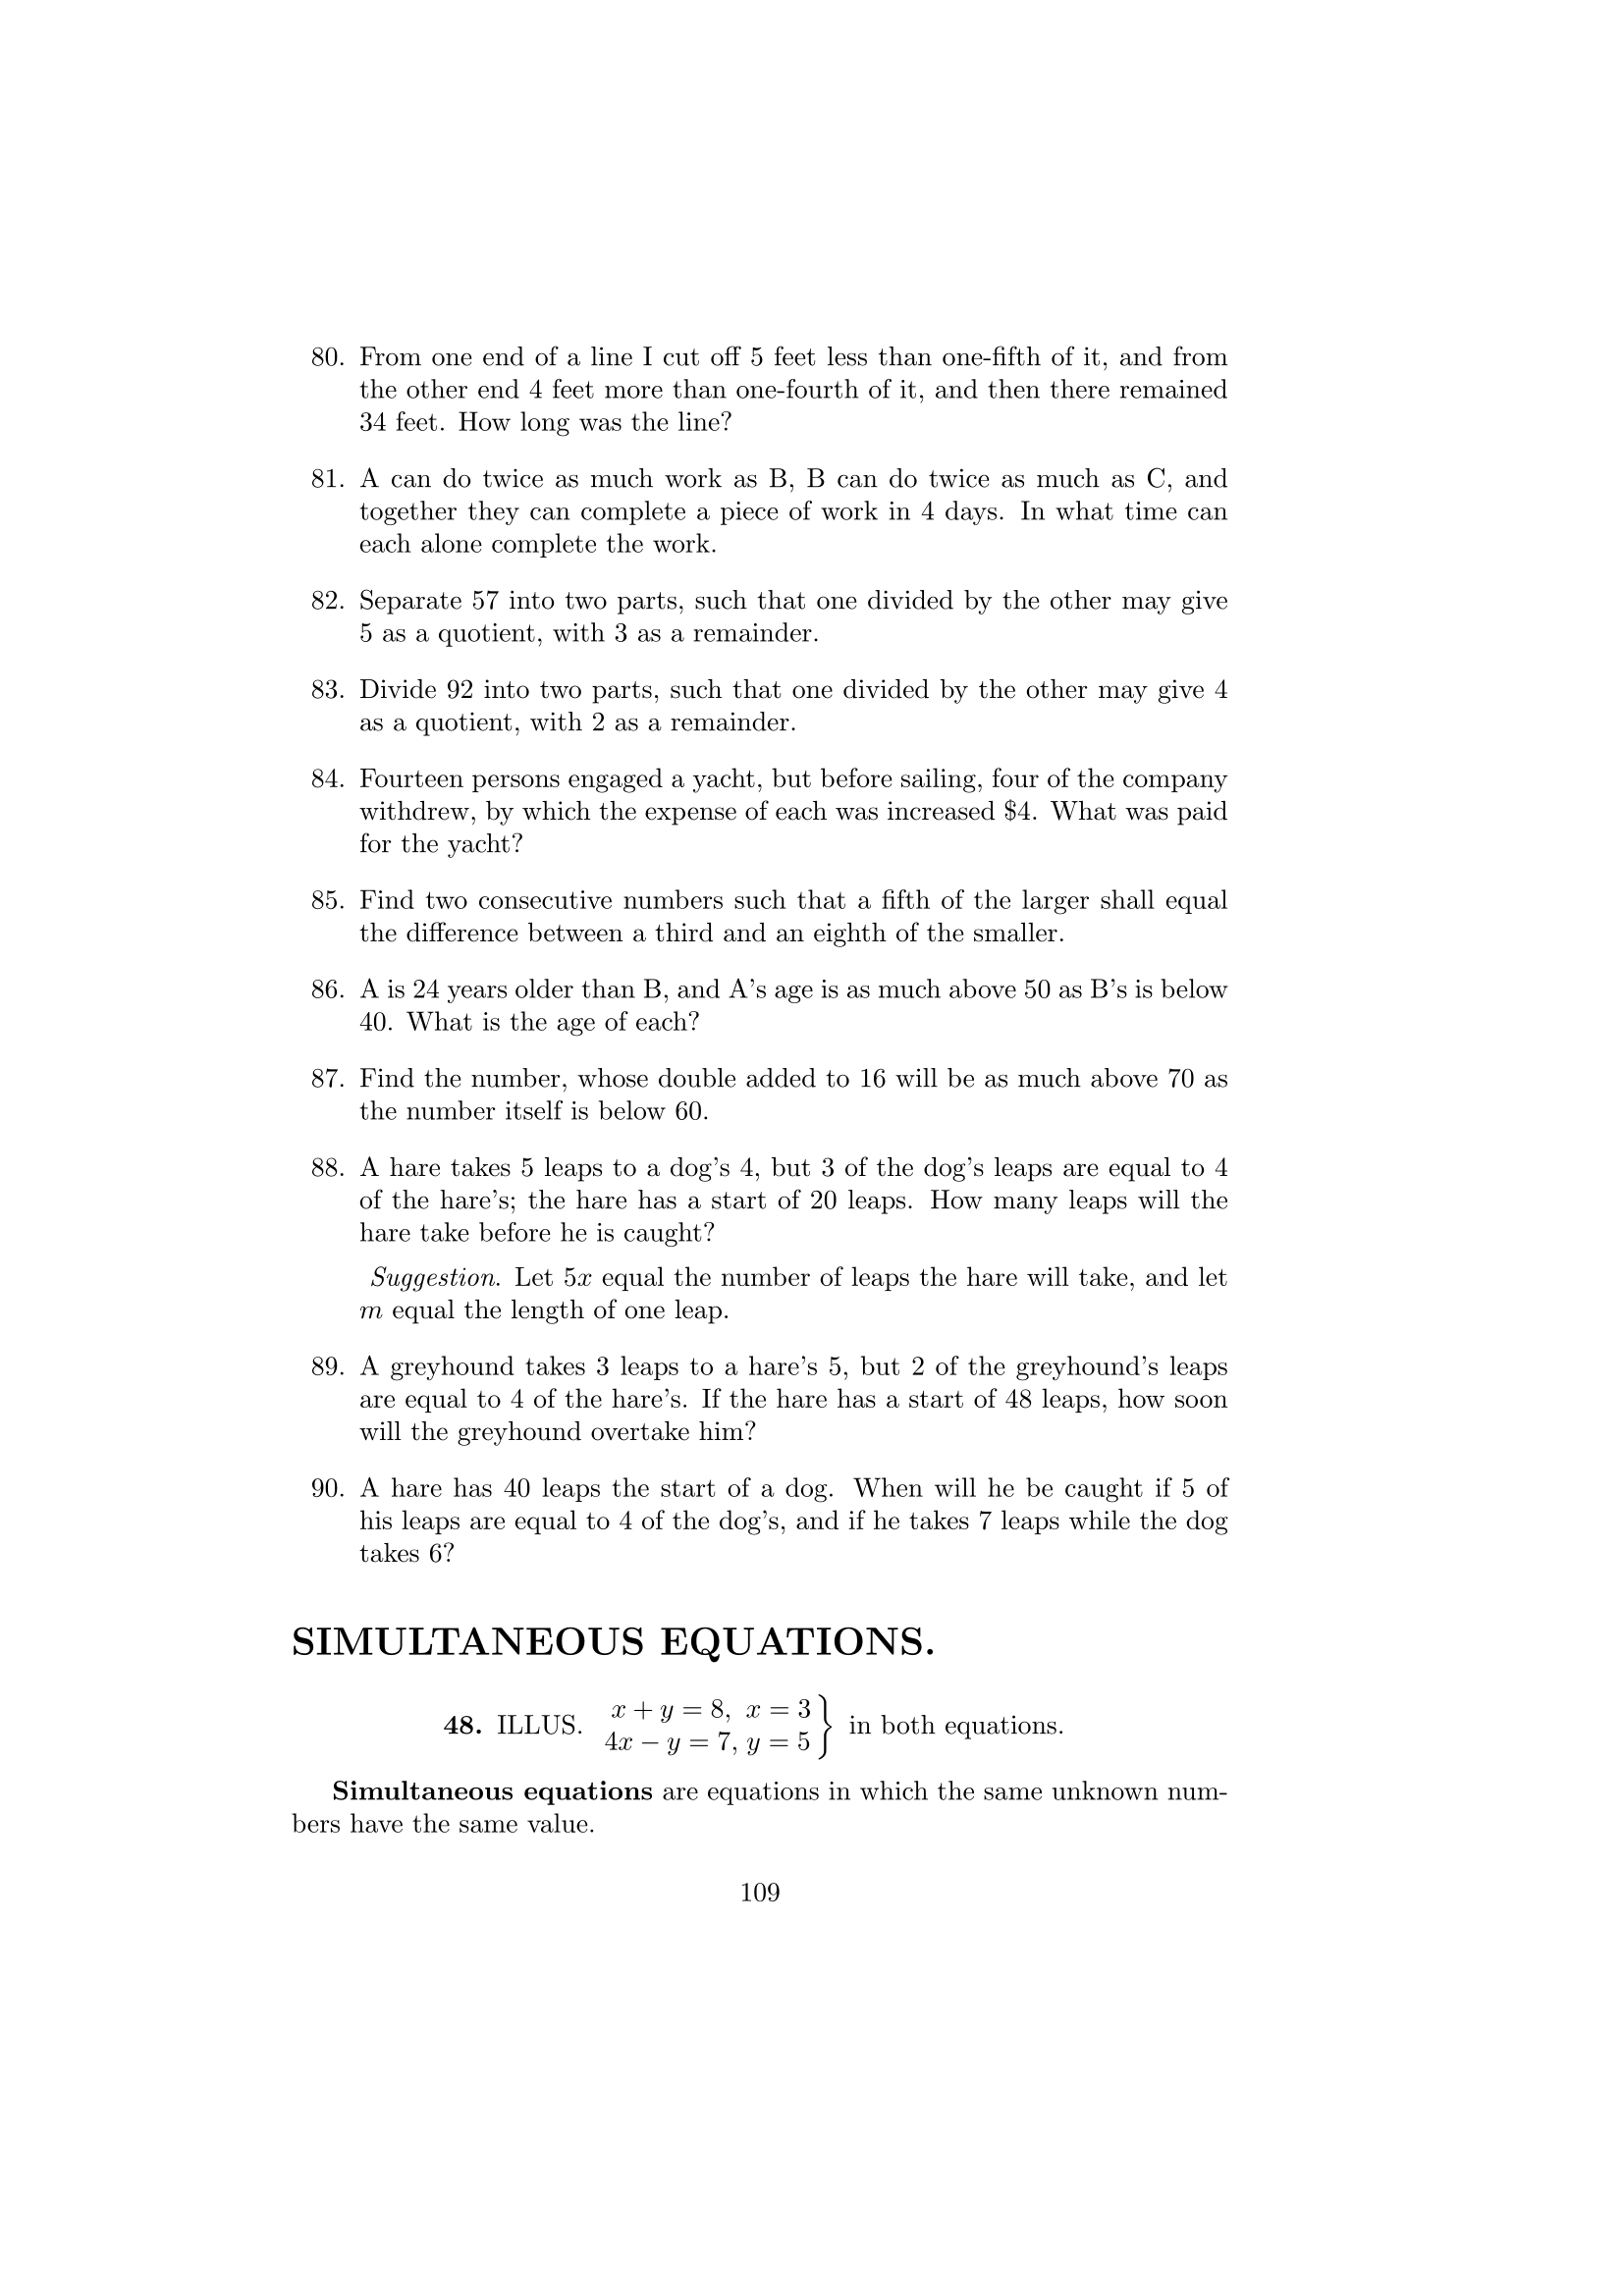 80. From one end of a line I cut off 5 feet less than one-fifth of it, and from
the other end 4 feet more than one-fourth of it, and then there remained
34 feet. How long was the line?
81. A can do twice as much work as B, B can do twice as much as C, and
together they can complete a piece of work in 4 days. In what time can
each alone complete the work.
82. Separate 57 into two parts, such that one divided by the other may give
5 as a quotient, with 3 as a remainder.
83. Divide 92 into two parts, such that one divided by the other may give 4
as a quotient, with 2 as a remainder.
84. Fourteen persons engaged a yacht, but before sailing, four of the company
withdrew, by which the expense of each was increased $4. What was paid
for the yacht?
85. Find two consecutive numbers such that a fifth of the larger shall equal
the difference between a third and an eighth of the smaller.
86. A is 24 years older than B, and A's age is as much above 50 as B's is below
40. What is the age of each?
87. Find the number, whose double added to 16 will be as much above 70 as
the number itself is below 60.
88. A hare takes 5 leaps to a dog's 4, but 3 of the dog's leaps are equal to 4
of the hare's; the hare has a start of 20 leaps. How many leaps will the
hare take before he is caught?
Suggestion. Let 5x equal the number of leaps the hare will take, and let
m equal the length of one leap.
89. A greyhound takes 3 leaps to a hare's 5, but 2 of the greyhound's leaps
are equal to 4 of the hare's. If the hare has a start of 48 leaps, how soon
will the greyhound overtake him?
90. A hare has 40 leaps the start of a dog. When will he be caught if 5 of
his leaps are equal to 4 of the dog's, and if he takes 7 leaps while the dog
takes 6?
SIMULTANEOUS EQUATIONS.
48. ILLUS. x + y = 8, x = 3
4x − y = 7, y = 5 } in both equations.
Simultaneous equations are equations in which the same unknown num-
bers have the same value.
109